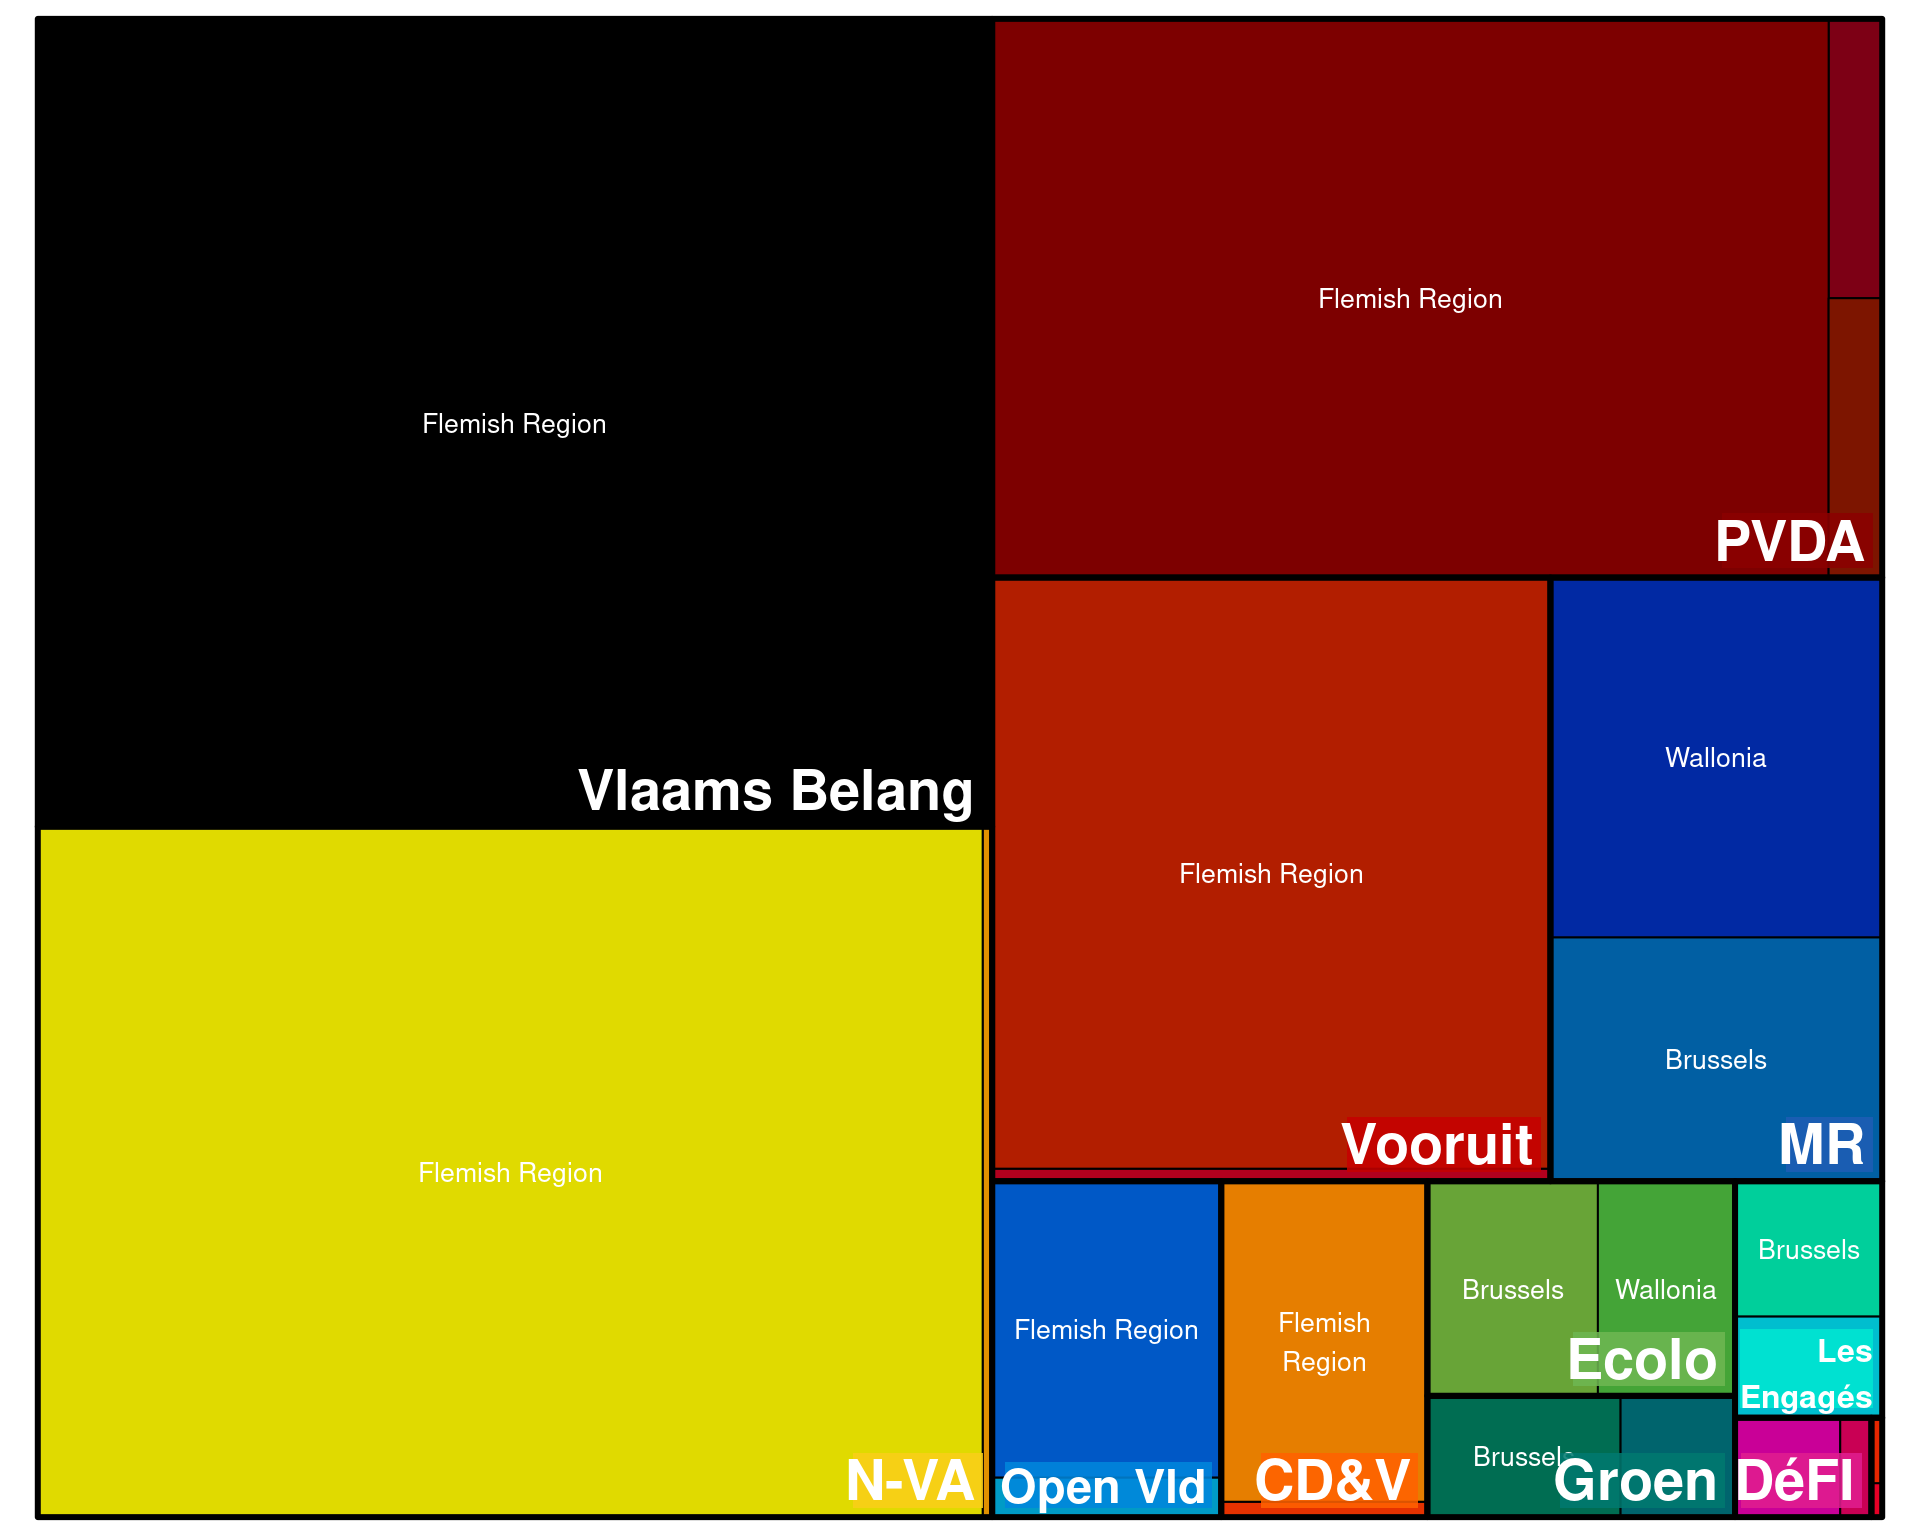 Flemish Region
Vlaams Belang
Flemish Region
N-VA
Flemish Region
PVDA
Flemish Region
Vooruit
Wallonia
Brussels
MR
Flemish Region
Open Vld
Flemish
Region
CD&V
Brussels
Wallonia
Ecolo
Brussels
Groen
Brussels
Les
Engagés
DéFI